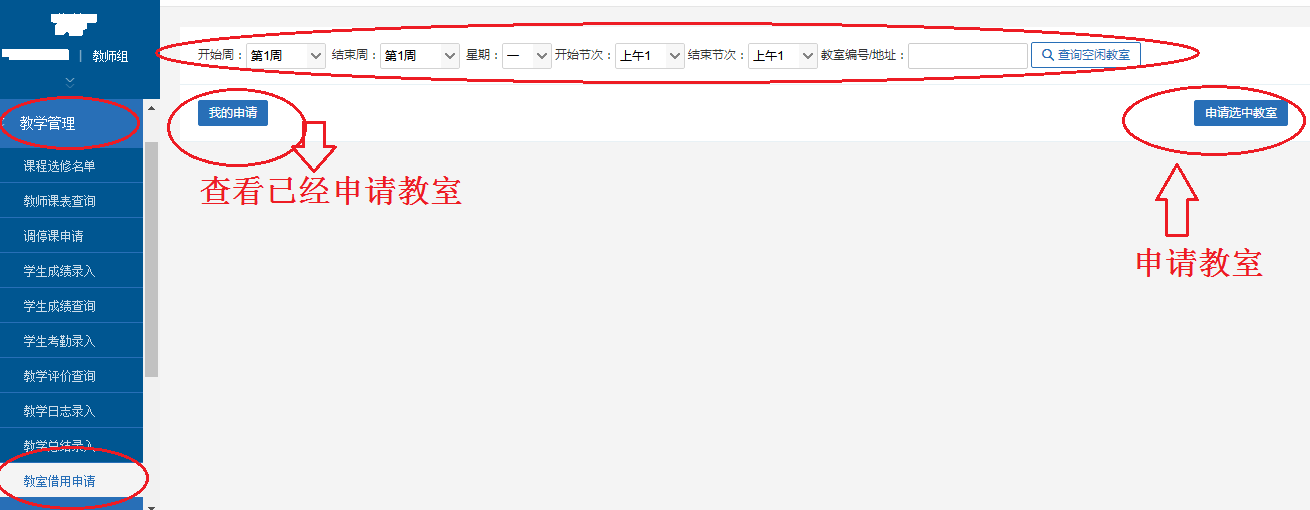 教师组
开始周： 第1周 结束周： 第1周 星期： 一 开始节次： 上午1 结束节次： 上午1 教室编号/地址： 查询空闲教室
我的申请 申请选中教室
查看已经申请教室
申请教室
教学管理
课程选修名单
教师课表查询
调停课申请
学生成绩录入
学生成绩查询
学生考勤录入
教学评价查询
教学日志录入
教学总结录入
教室借用申请